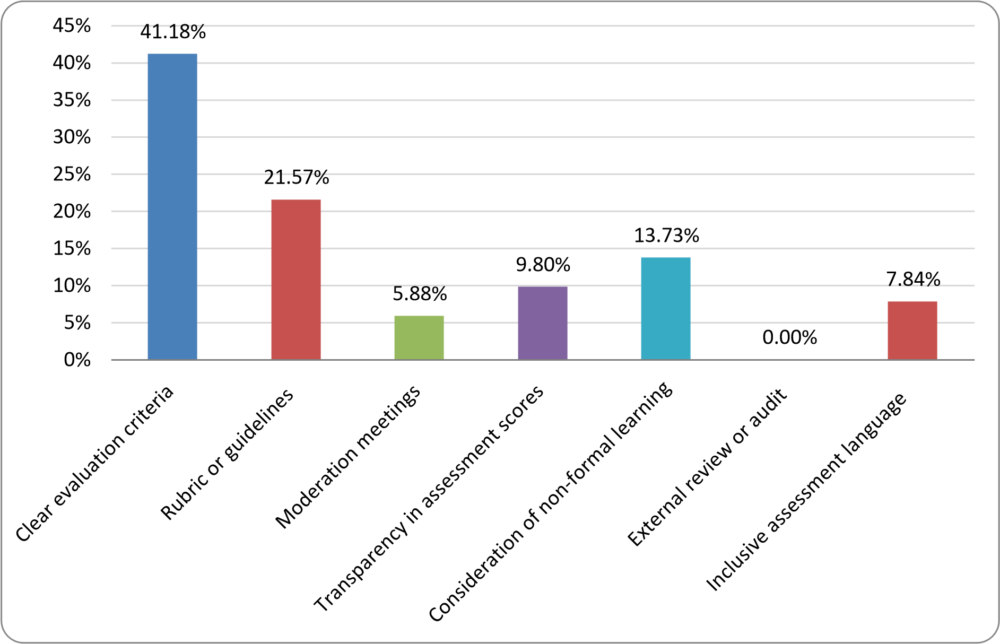 45%
40%
35%
30%
25%
20%
15%
10%
5%
0%
41.18%
21.57%
5.88%
9.80%
13.73%
0.00%
7.84%
Clear evaluation criteria
Rubric or guidelines
Moderation meetings
Transparency in assessment scores
Consideration of non-formal learning
External review or audit
Inclusive assessment language